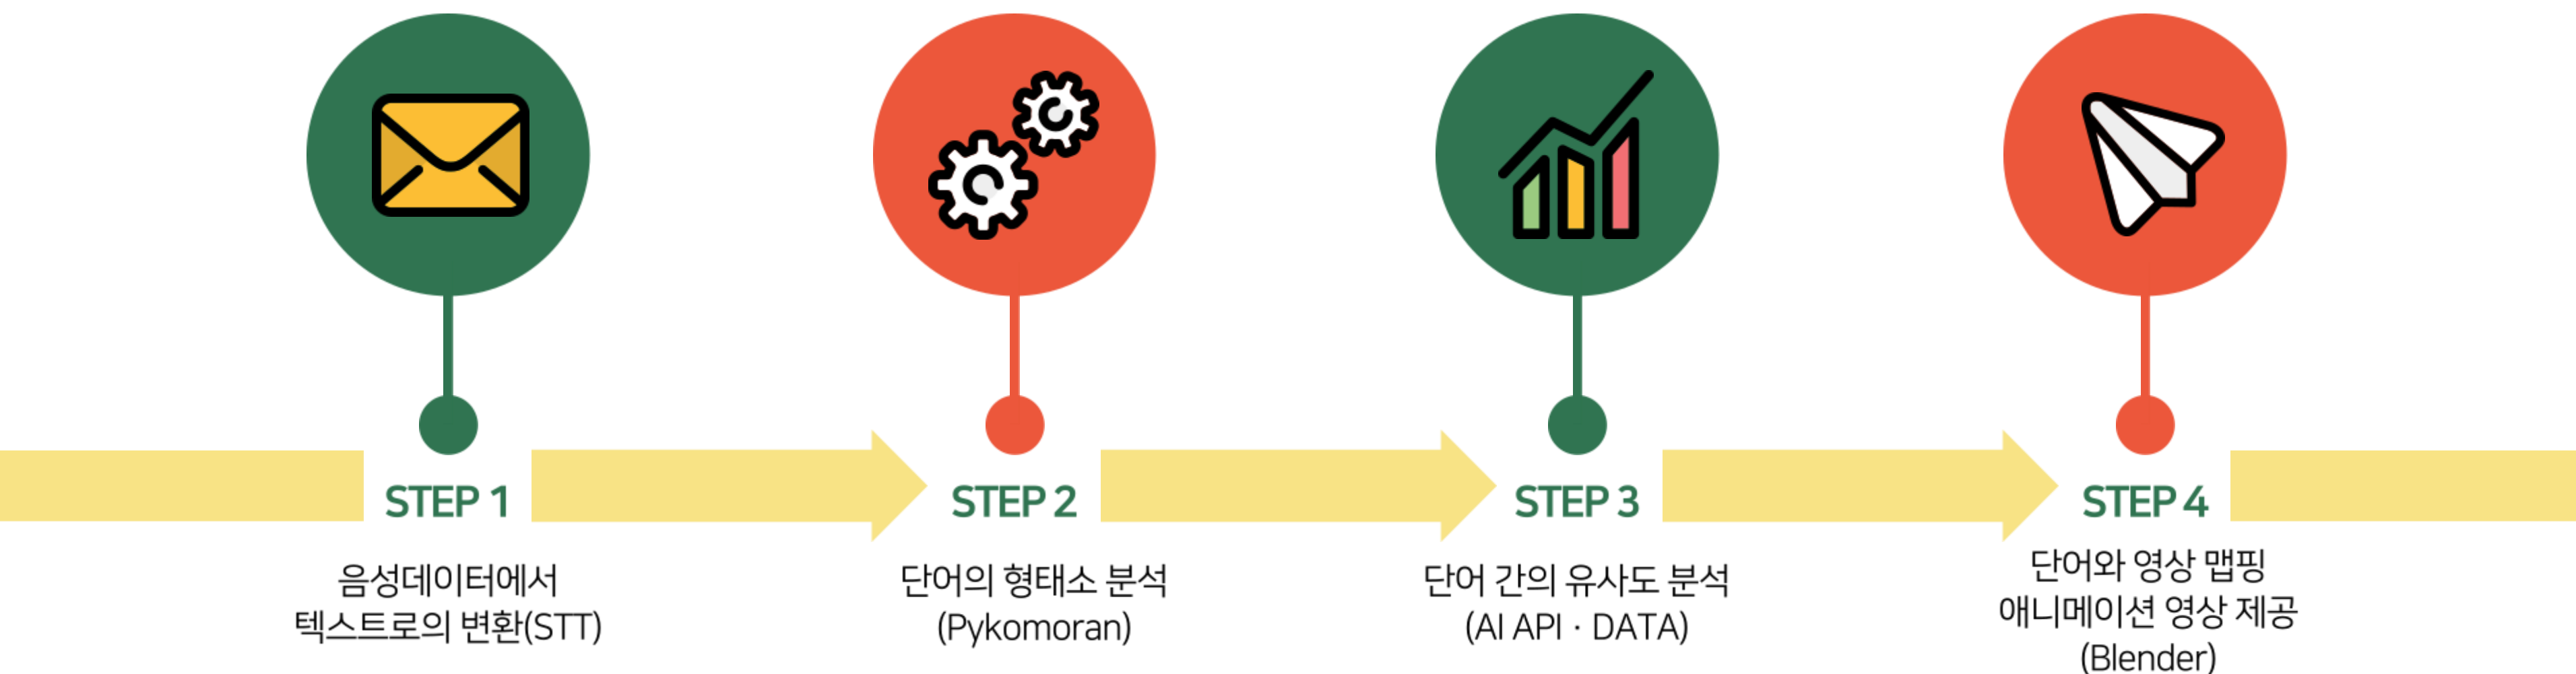 STEP 1
음성데이터에서
텍스트로의 변환(STT)
STEP 2
단어의 형태소 분석
(Pykomoran)
STEP 3
단어 간의 유사도 분석
(AI API · DATA)
STEP 4
단어와 영상 맵핑
애니메이션 영상 제공
(Blender)